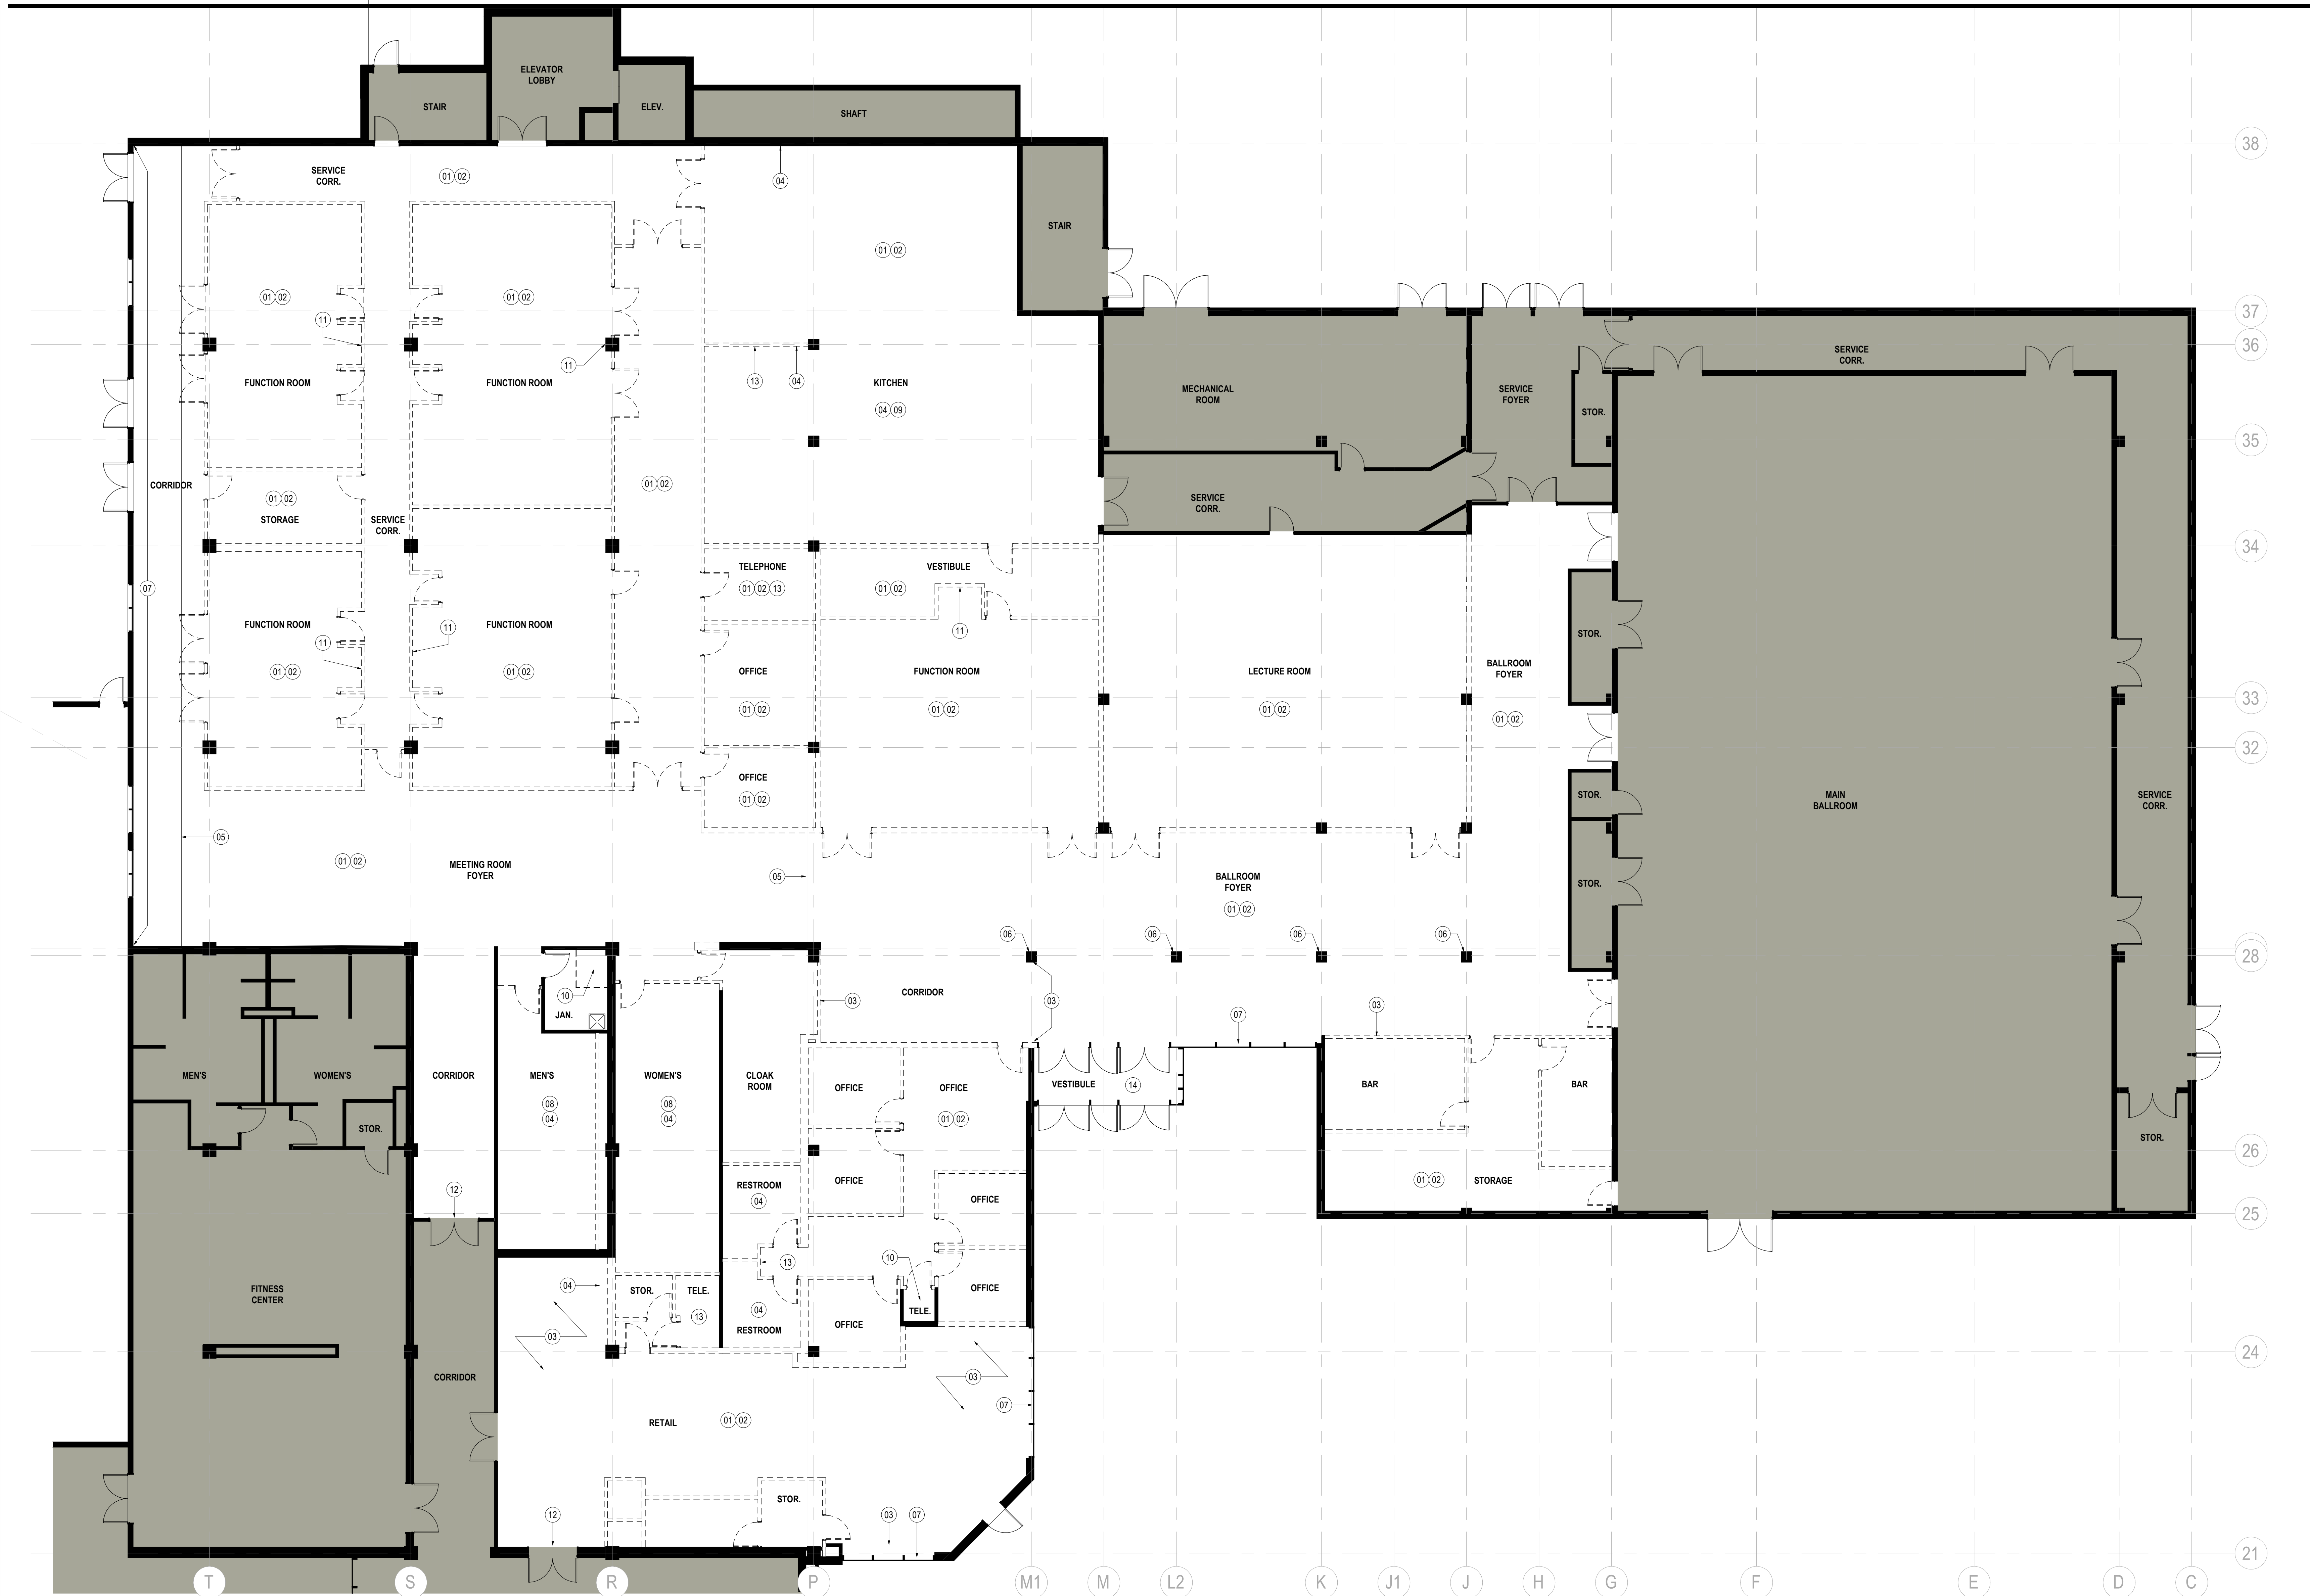 ELEVATOR
LOBBY
STAIR
ELEV.
SHAFT
38
SERVICE
CORR.
01 02
04
STAIR
01 02
01 02
01 02
37
11
11
36
SERVICE
CORR.
FUNCTION ROOM
FUNCTION ROOM
13
04
KITCHEN
04 09
MECHANICAL
ROOM
SERVICE
FOYER
STOR.
35
CORRIDOR
01 02
STORAGE
SERVICE
CORR.
01 02
SERVICE
CORR.
34
07
TELEPHONE
01 02 13
VESTIBULE
01 02
FUNCTION ROOM
11
11
FUNCTION ROOM
11
STOR.
01 02
01 02
OFFICE
01 02
FUNCTION ROOM
01 02
LECTURE ROOM
01 02
BALLROOM
FOYER
01 02
33
32
OFFICE
01 02
STOR.
MAIN
BALLROOM
SERVICE
CORR.
05
01 02
MEETING ROOM
FOYER
05
BALLROOM
FOYER
01 02
STOR.
06
06
06
06
28
10
JAN.
03
CORRIDOR
03
07
03
MEN'S
WOMEN'S
CORRIDOR
MEN'S
08
04
WOMEN'S
08
04
CLOAK
ROOM
OFFICE
OFFICE
01 02
VESTIBULE
14
BAR
BAR
STOR.
STOR.
26
12
RESTROOM
04
OFFICE
OFFICE
01 02
STORAGE
25
FITNESS
CENTER
04
STOR.
TELE.
13
13
04
RESTROOM
10
TELE.
OFFICE
OFFICE
03
24
CORRIDOR
03
07
RETAIL
01 02
STOR.
12
03
07
21
T
S
R
P
M1
M
L2
K
J1
J
H
G
F
E
D
C